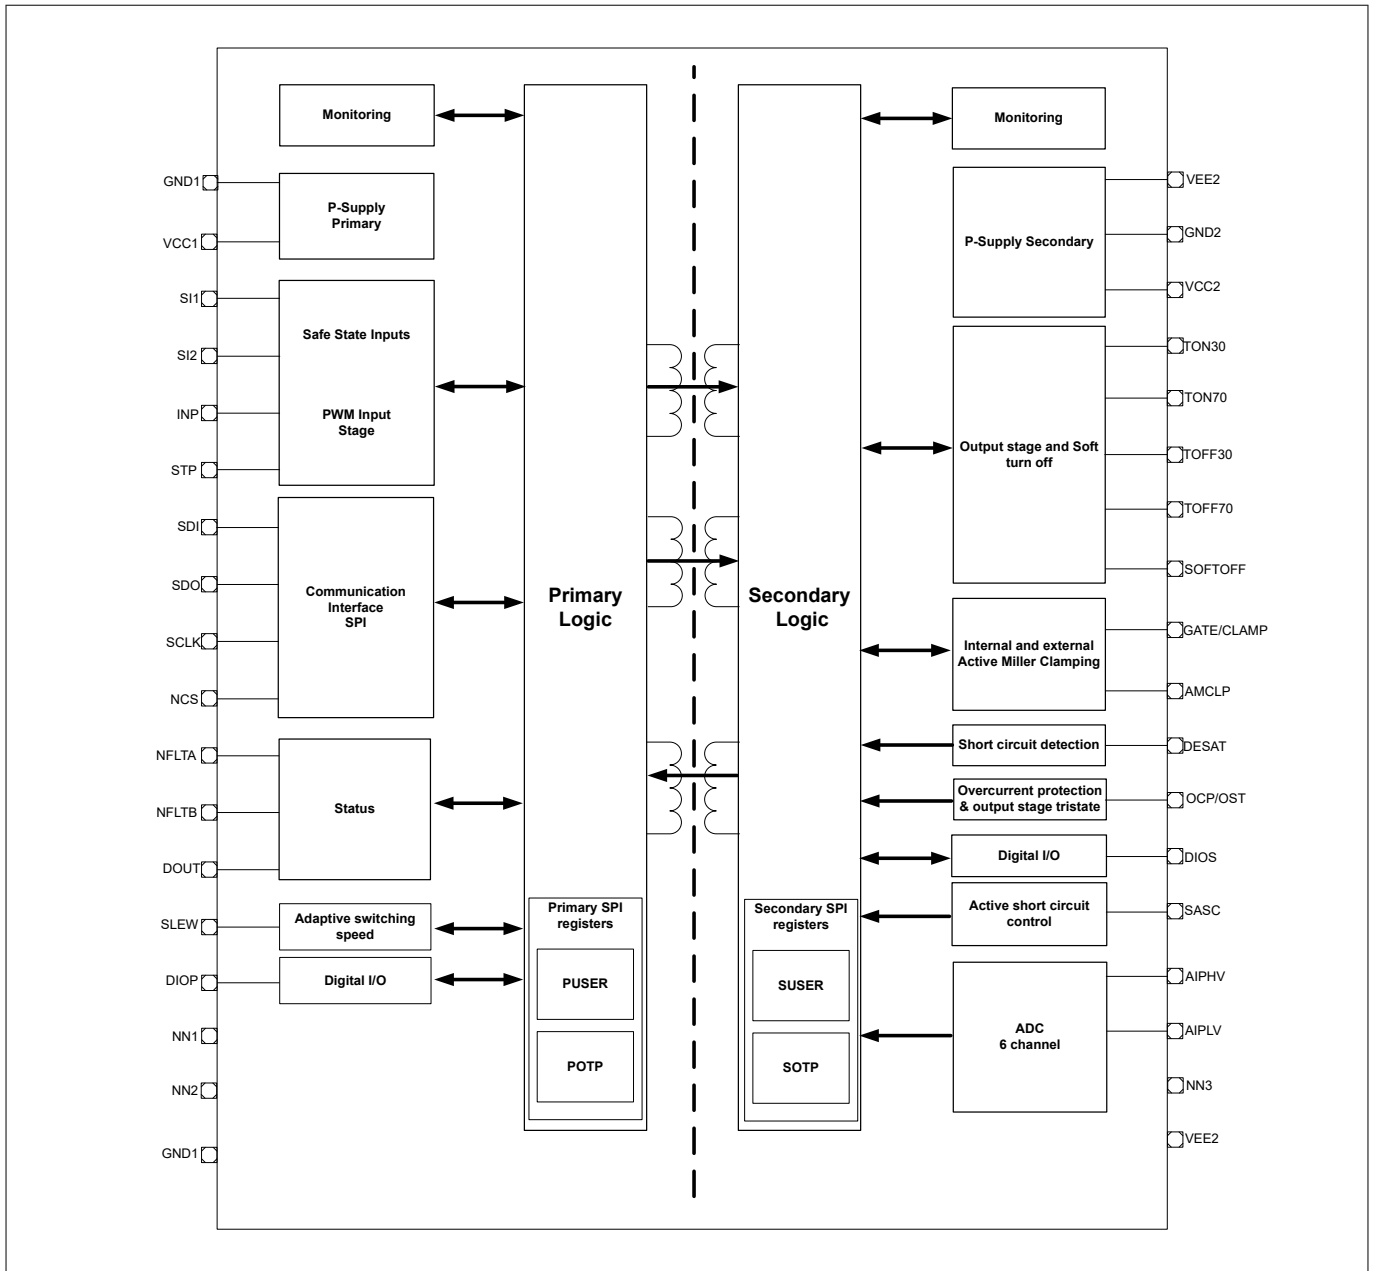 Monitoring
GND1
P-Supply
Primary
VCC1
SI1
Safe State Inputs
SI2
INP
PWM Input
Stage
STP
SDI
SDO
Communication
Interface
SPI
SCLK
NCS
NFLTA
NFLTB
Status
DOUT
SLEW
Adaptive switching
speed
DIOP
Digital I/O
NN1
NN2
GND1
Primary
Logic
Primary SPI
registers
PUSER
POTP
Secondary
Logic
Secondary SPI
registers
SUSER
SOTP
Monitoring
VEE2
P-Supply Secondary
GND2
VCC2
TON30
TON70
Output stage and Soft
turn off
TOFF30
TOFF70
SOFTOFF
GATE/CLAMP
Internal and external
Active Miller Clamping
AMCLP
Short circuit detection
DESAT
Overcurrent protection
& output stage tristate
OCP/OST
Digital I/O
DIOS
Active short circuit
control
SASC
AIPHV
ADC
6 channel
AIPLV
NN3
VEE2